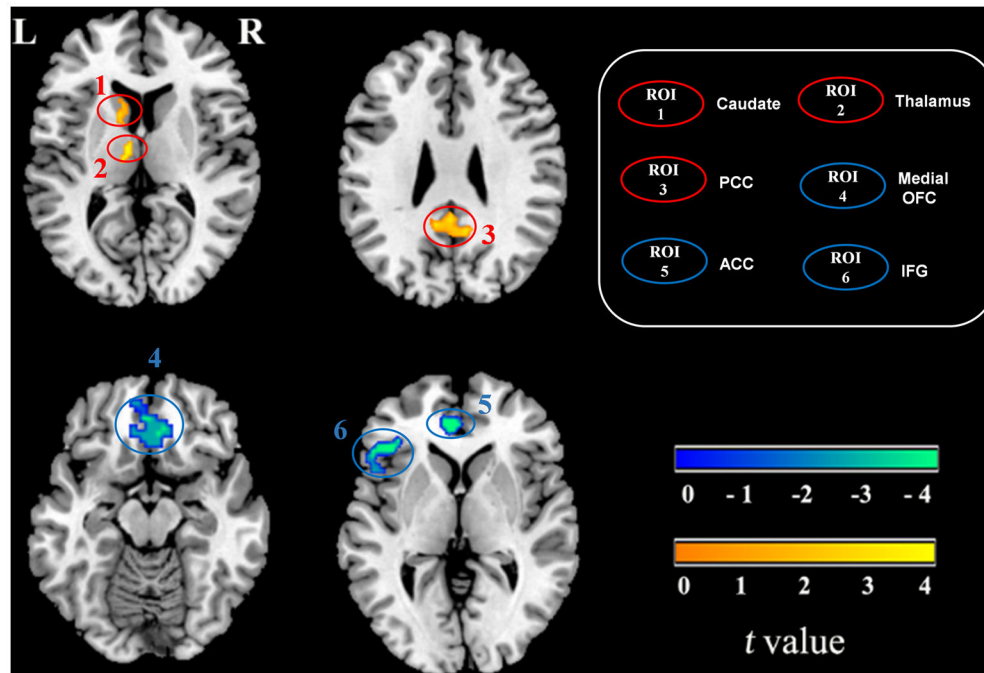 L R
1
2
3
ROI
1
Caudate
ROI
2
Thalamus
ROI
3
PCC
ROI
4
Medial
OFC
ROI
5
ACC
ROI
6
IFG
4
5
6
0 - 1 -2 -3 - 4
0 1 2 3 4
t value